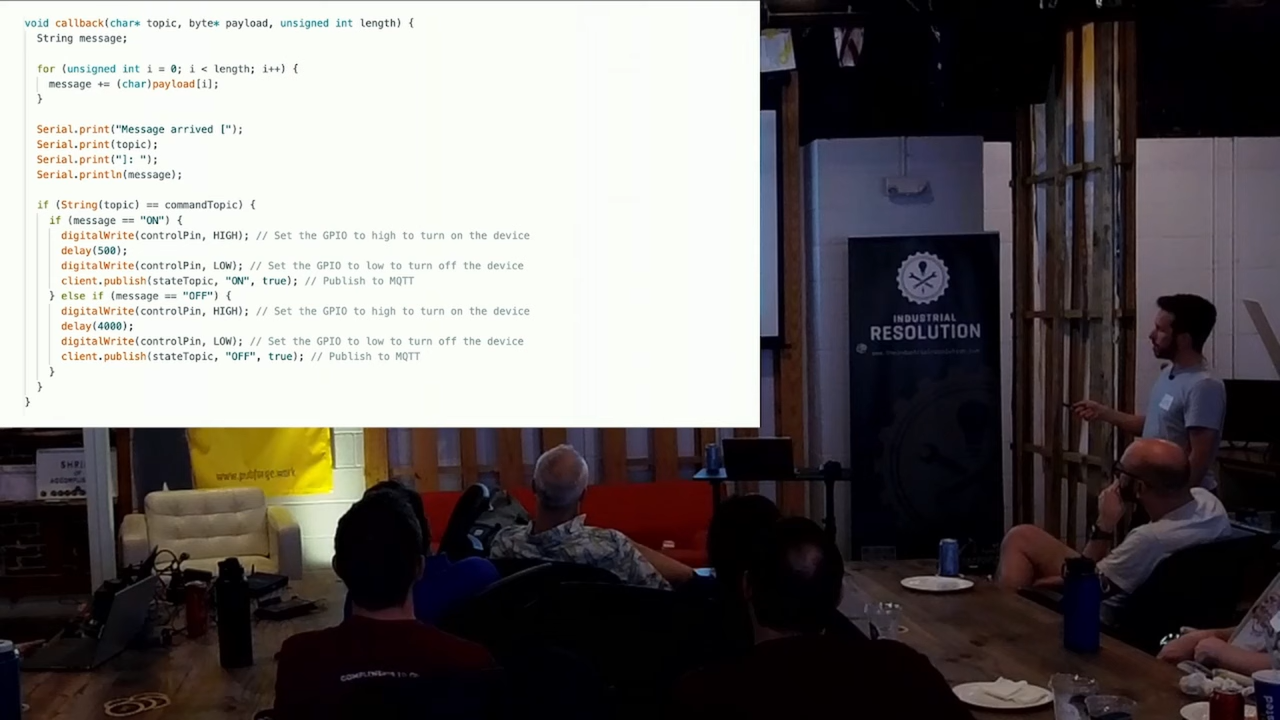 void callback(char* topic, byte* payload, unsigned int length) {
  String message;

  for (unsigned int i = 0; i < length; i++) {
    message += (char)payload[i];
  }

  Serial.print("Message arrived [");
  Serial.print(topic);
  Serial.print("]: ");
  Serial.println(message);

  if (String(topic) == commandTopic) {
    if (message == "ON") {
      digitalWrite(controlPin, HIGH); // Set the GPIO to high to turn on the device
      delay(500);
      digitalWrite(controlPin, LOW); // Set the GPIO to low to turn off the device
      client.publish(stateTopic, "ON", true); // Publish to MQTT
    } else if (message == "OFF") {
      digitalWrite(controlPin, HIGH); // Set the GPIO to high to turn on the device
      delay(4000);
      digitalWrite(controlPin, LOW); // Set the GPIO to low to turn off the device
      client.publish(stateTopic, "OFF", true); // Publish to MQTT
    }
  }
}
INDUSTRIAL
RESOLUTION
www.pubforge.work
SHRI
OF